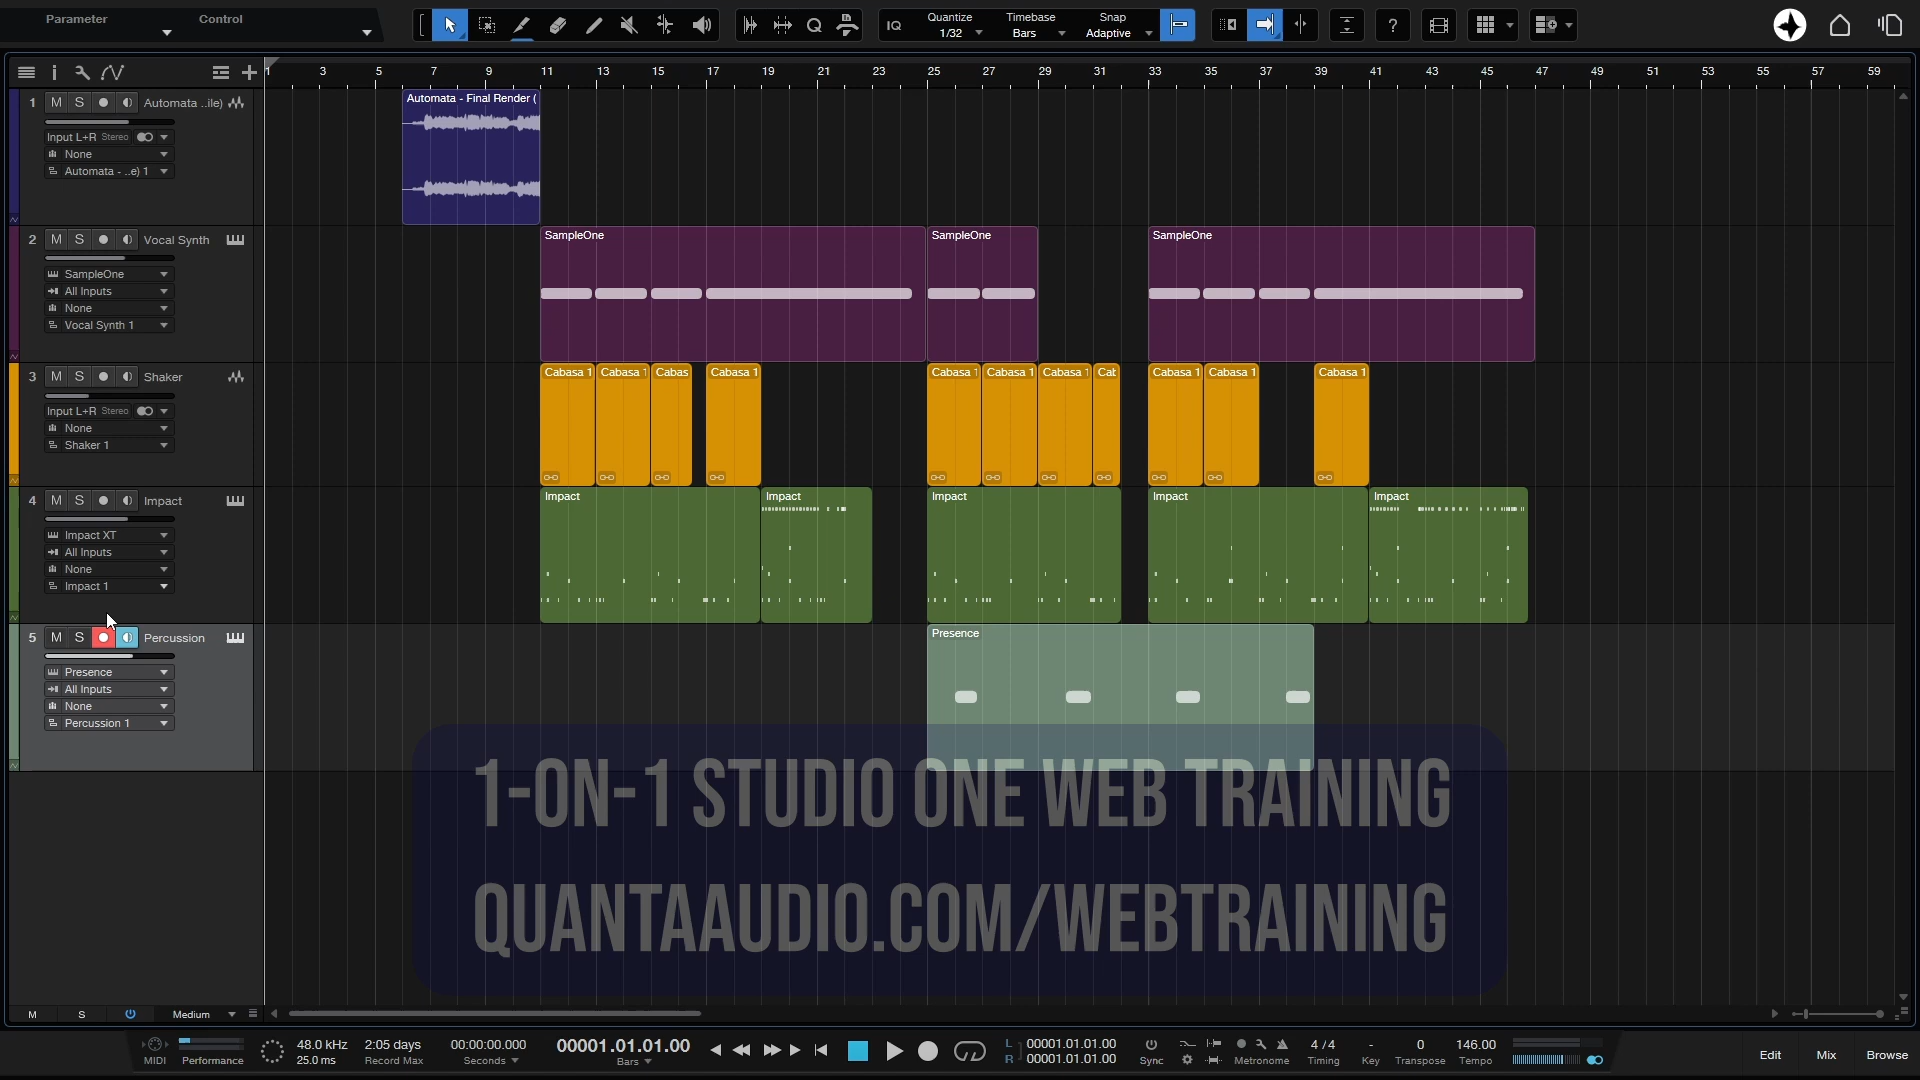 Parameter Control
IQ Quantize 1/32 Timebase Bars Snap Adaptive ?
1 3 5 7 9 11 13 15 17 19 21 23 25 27 29 31 33 35 37 39 41 43 45 47 49 51 53 55 57 59
1 M S Automata ..ile)
Input L+R Stereo
None
Automata - ..e) 1
Automata - Final Render (
2 M S Vocal Synth
SampleOne
All Inputs
None
Vocal Synth 1
SampleOne SampleOne SampleOne
3 M S Shaker
Input L+R Stereo
None
Shaker 1
Cabasa 1 Cabasa 1 Cabas Cabasa 1 Cabasa 1 Cabasa 1 Cabasa 1 Cat Cabasa 1 Cabasa 1 Cabasa 1
4 M S Impact
Impact XT
All Inputs
None
Impact 1
Impact Impact Impact Impact Impact
5 M S Percussion
Presence
All Inputs
None
Percussion 1
Presence
1-ON-1 STUDIO ONE WEB TRAINING
QUANTAAUDIO.COM/WEBTRAINING
M S Medium
MIDI Performance
48.0 kHz
25.0 ms
2:05 days
Record Max
00:00:00.000
Seconds
00001.01.01.00
Bars
L 00001.01.01.00
R 00001.01.01.00
Sync Metronome
4 / 4
Timing
-
Key
0
Transpose
146.00
Tempo
Edit Mix Browse